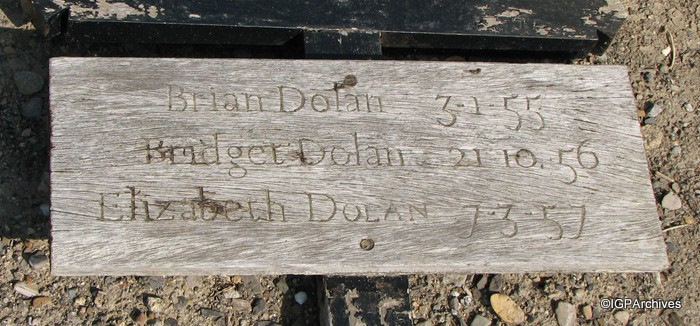 Brian Dolan 3-1-55
Bridget Dolan 21 10. 56
Elizabeth DOLAN 7-3-57
©IGPArchives